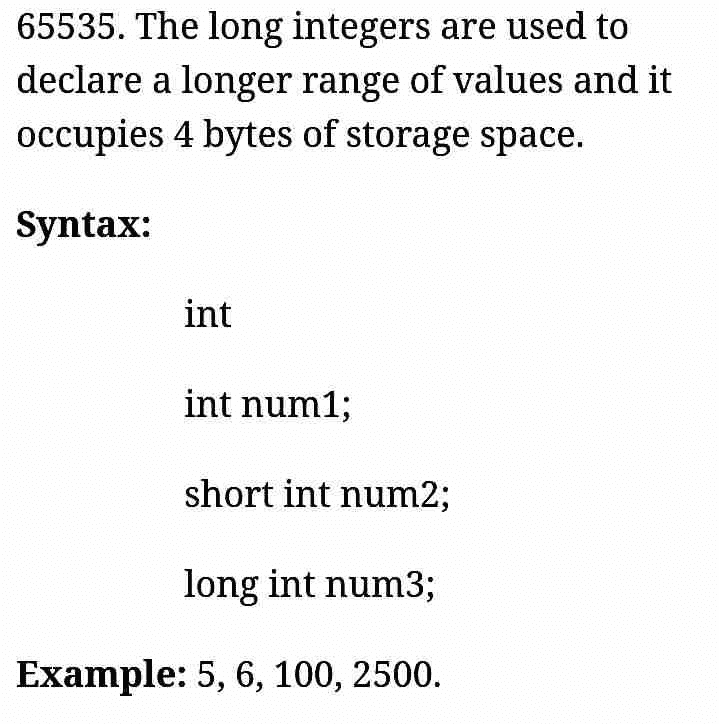 65535. The long integers are used to
declare a longer range of values and it
occupies 4 bytes of storage space.
Syntax:
int
int num1;
short int num2;
long int num3;
Example: 5, 6, 100, 2500.